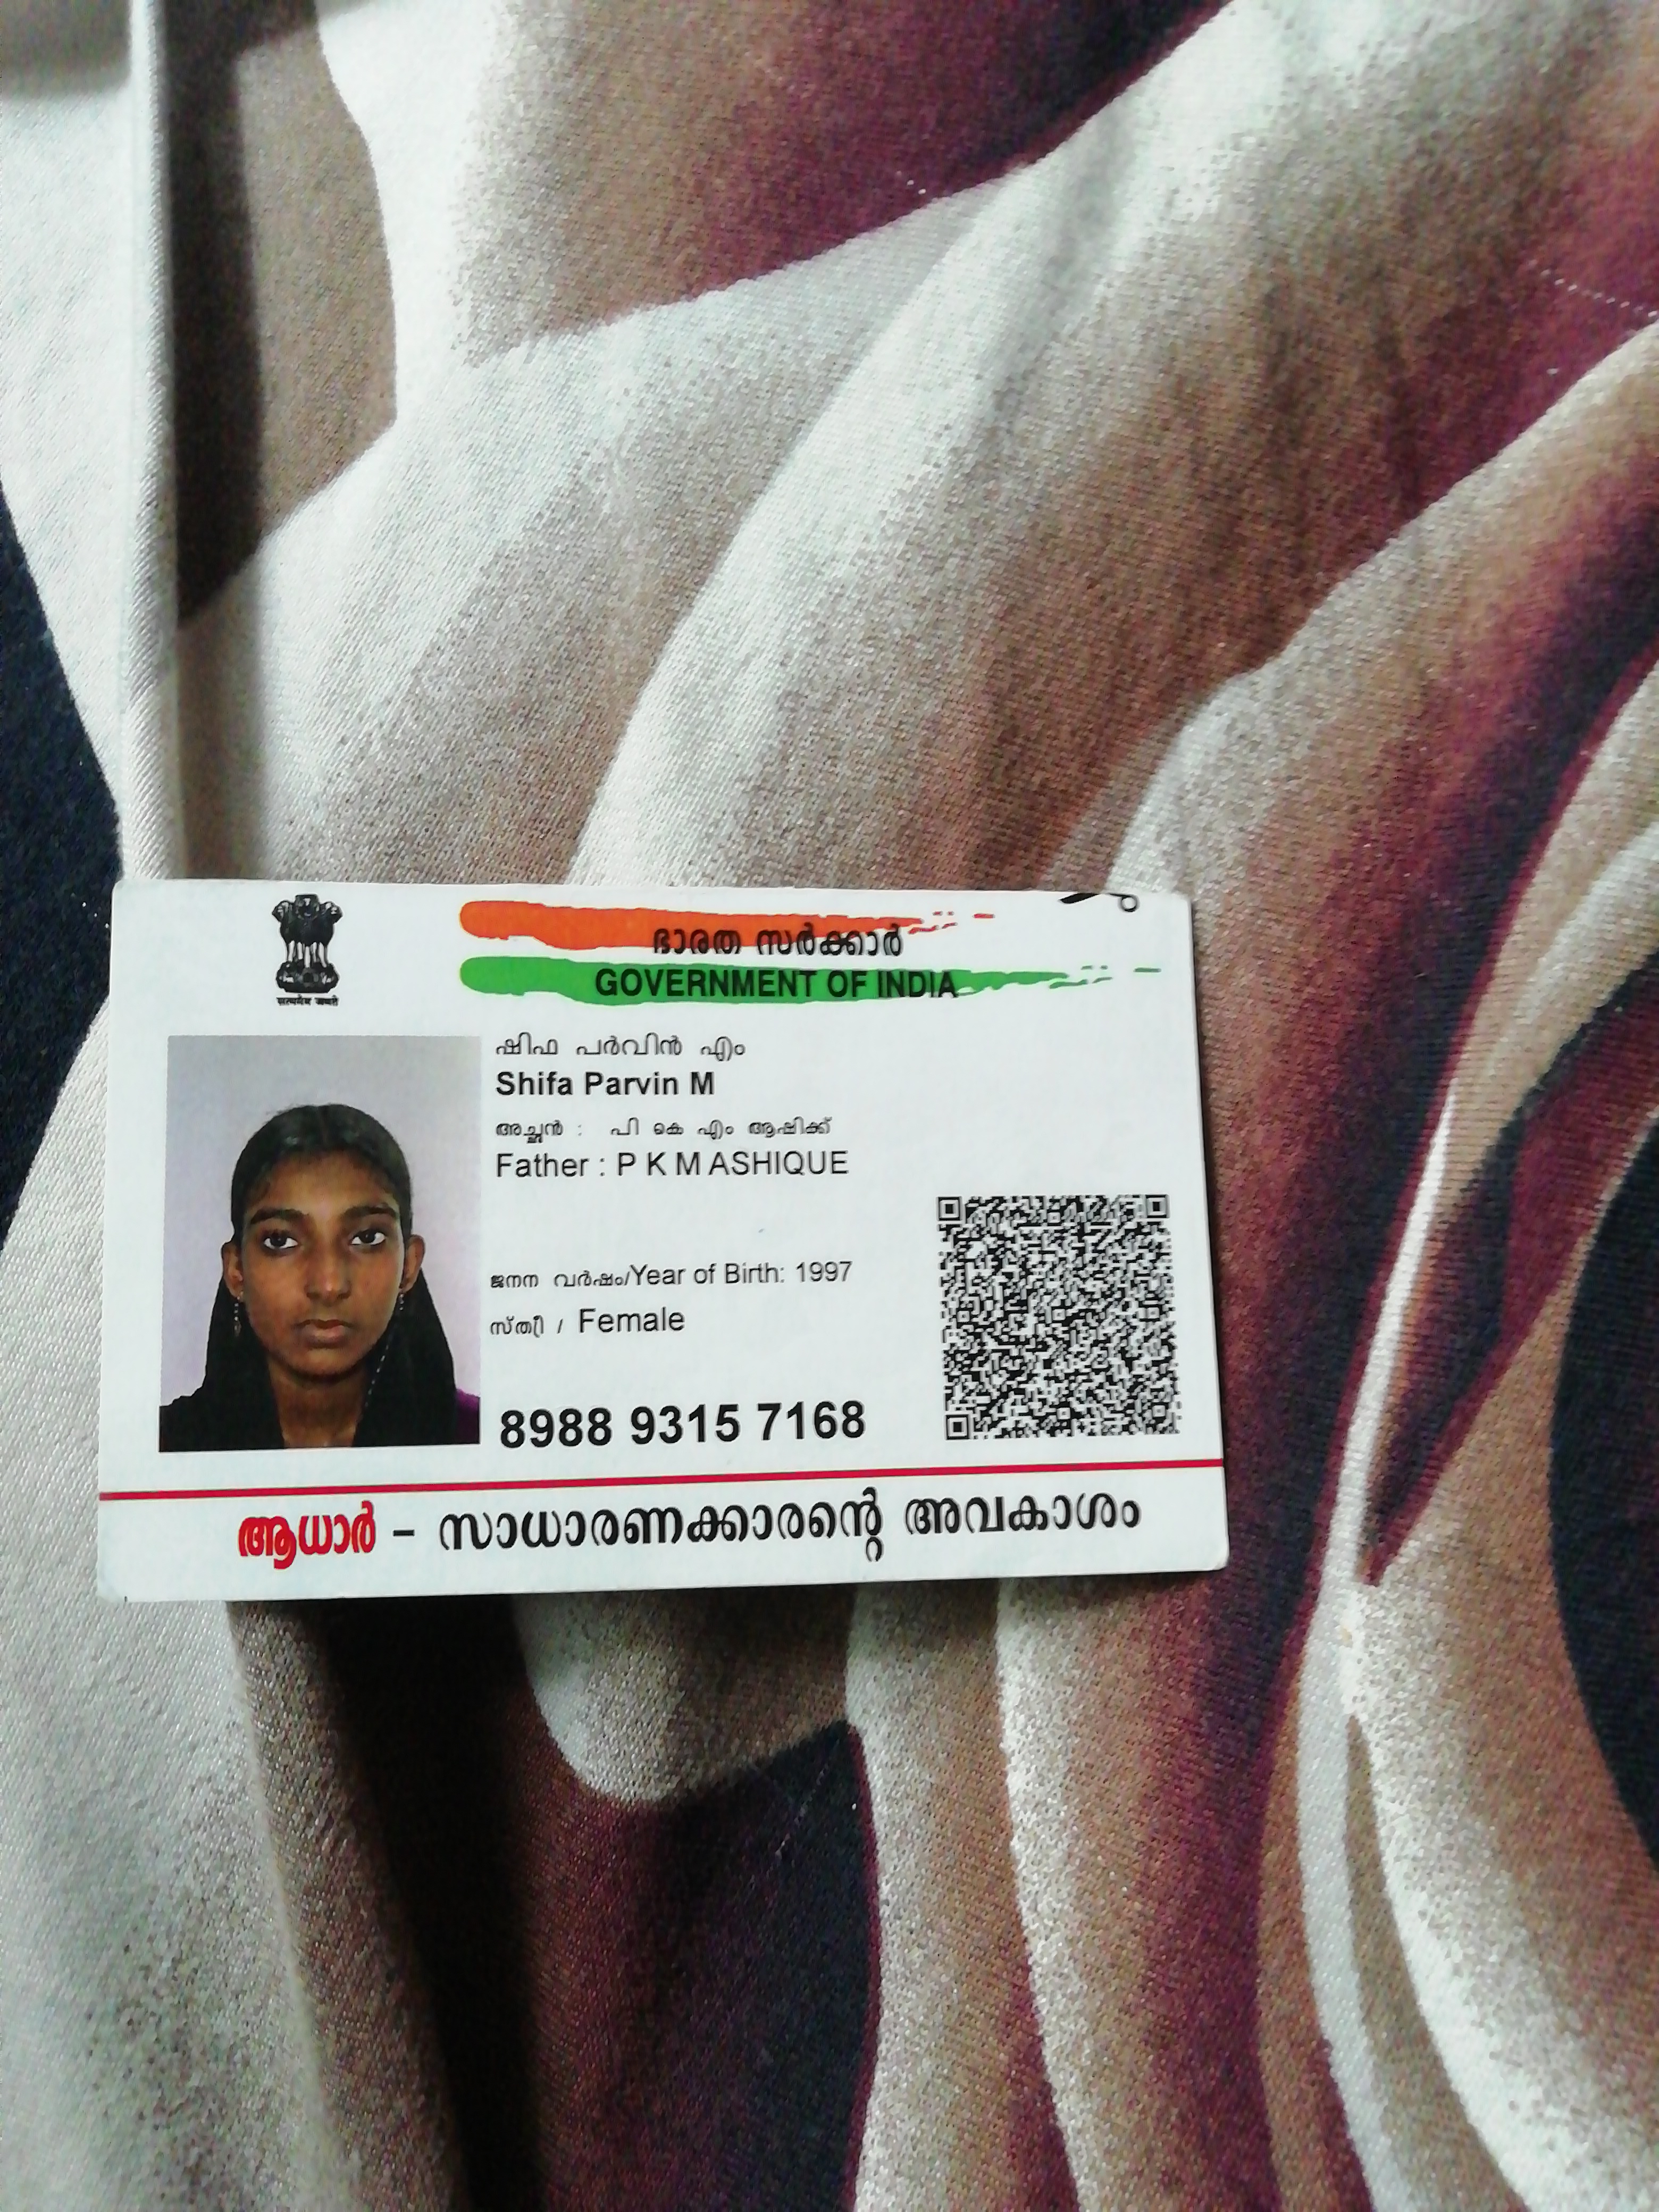 सत्यमेव जयते
ഭാരത സർക്കാർ
GOVERNMENT OF INDIA
ഷിഫ പർവിൻ എം
Shifa Parvin M
അച്ഛൻ : പി കെ എം ആഷിക്ക്
Father : P K M ASHIQUE
ജനന വർഷം/Year of Birth: 1997
സ്ത്രീ / Female
8988 9315 7168
ആധാർ – സാധാരണക്കാരന്റെ അവകാശം